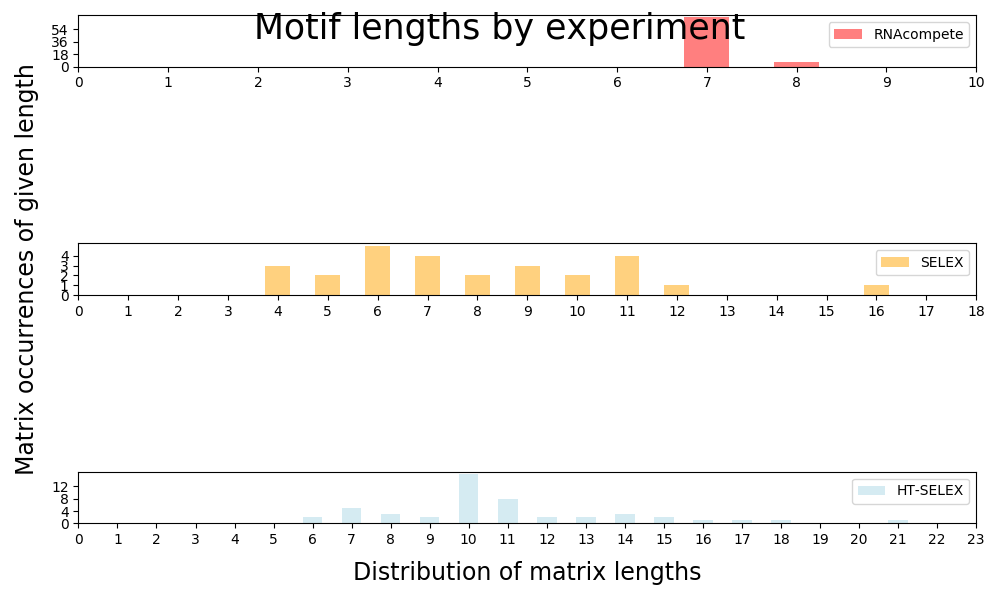 Motif lengths by experiment
54
36
18
0
RNAcompete
0 1 2 3 4 5 6 7 8 9 10
Matrix occurrences of given length
4
3
2
1
0
SELEX
0 1 2 3 4 5 6 7 8 9 10 11 12 13 14 15 16 17 18
12
8
4
0
HT-SELEX
0 1 2 3 4 5 6 7 8 9 10 11 12 13 14 15 16 17 18 19 20 21 22 23
Distribution of matrix lengths